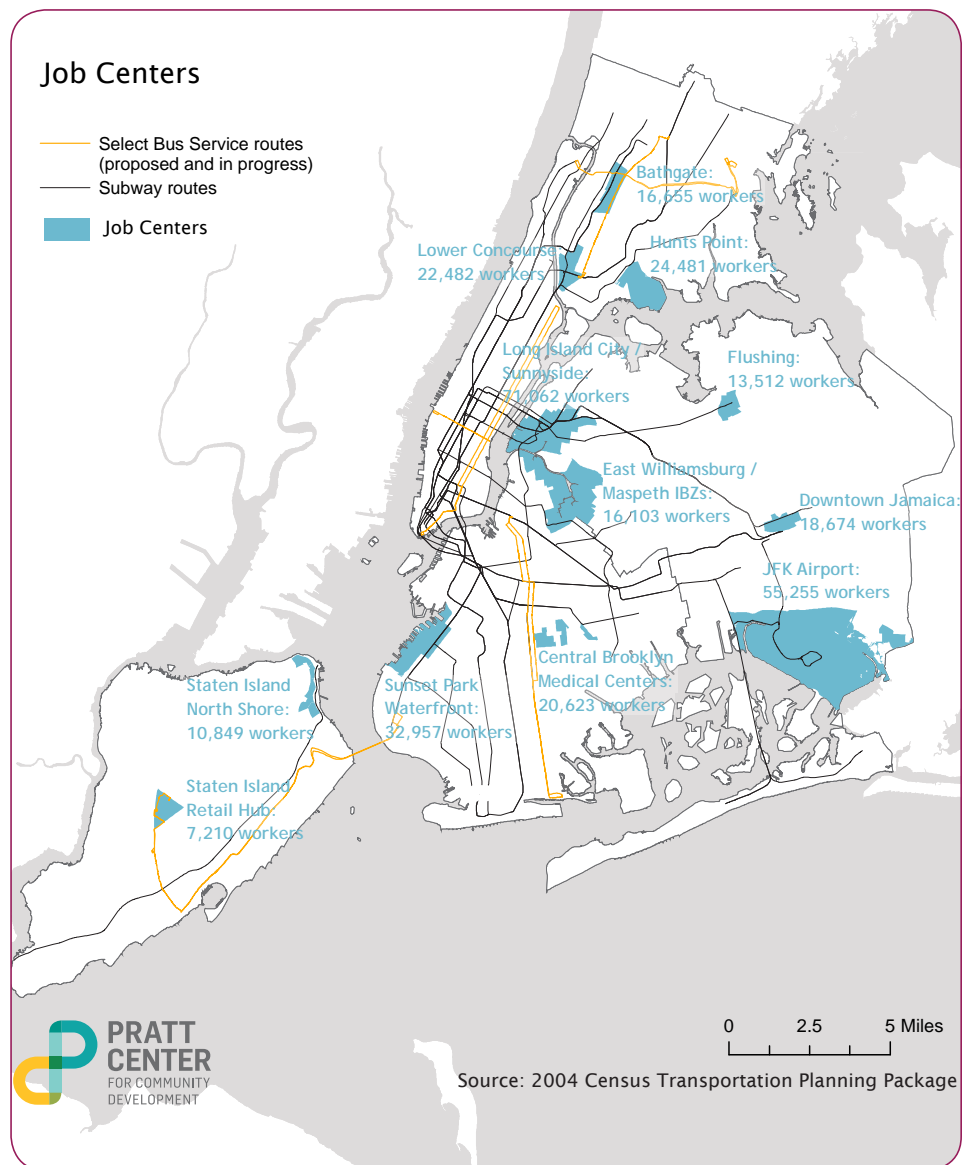 Job Centers
Select Bus Service routes
(proposed and in progress)
Subway routes
Job Centers
Bathgate:
16,655 workers
Lower Concourse
22,482 workers
Hunts Point:
24,481 workers
Long Island City /
Sunnyside:
71,062 workers
Flushing:
13,512 workers
East Williamsburg /
Maspeth IBZs:
16,103 workers
Downtown Jamaica:
18,674 workers
JFK Airport:
55,255 workers
Central Brooklyn
Medical Centers:
20,623 workers
Sunset Park
Waterfront:
32,957 workers
Staten Island
North Shore:
10,849 workers
Staten Island
Retail Hub:
7,210 workers
PRATT
CENTER
FOR COMMUNITY
DEVELOPMENT
0 2.5 5 Miles
Source: 2004 Census Transportation Planning Package